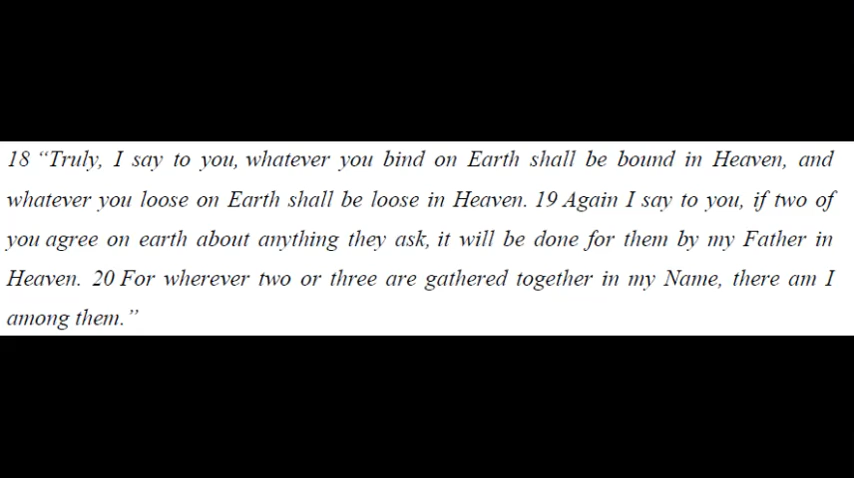 18 “Truly, I say to you, whatever you bind on Earth shall be bound in Heaven, and
whatever you loose on Earth shall be loose in Heaven. 19 Again I say to you, if two of
you agree on earth about anything they ask, it will be done for them by my Father in
Heaven. 20 For wherever two or three are gathered together in my Name, there am I
among them.”